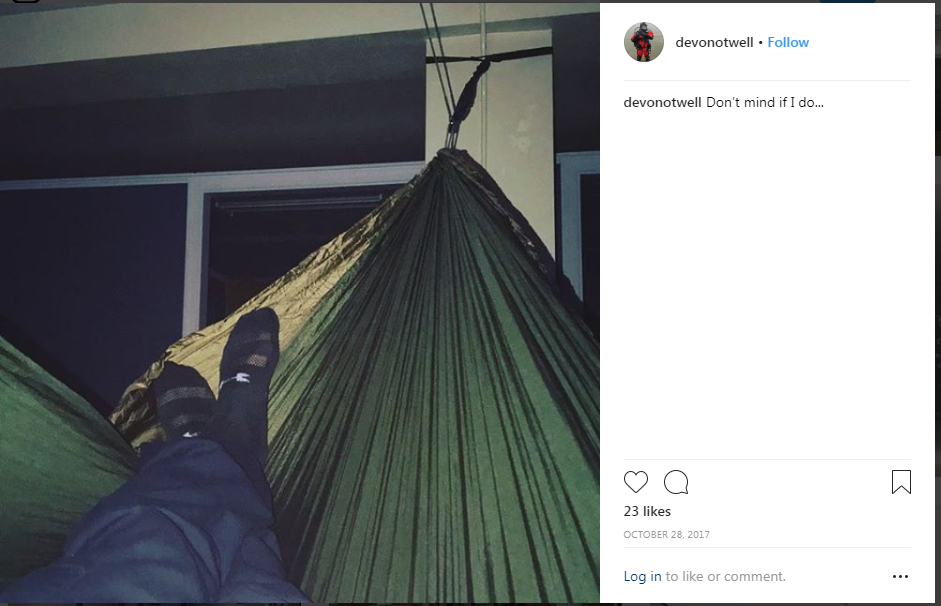 devonotwell • Follow
devonotwell Don't mind if I do...
23 likes
OCTOBER 28, 2017
Log in to like or comment.